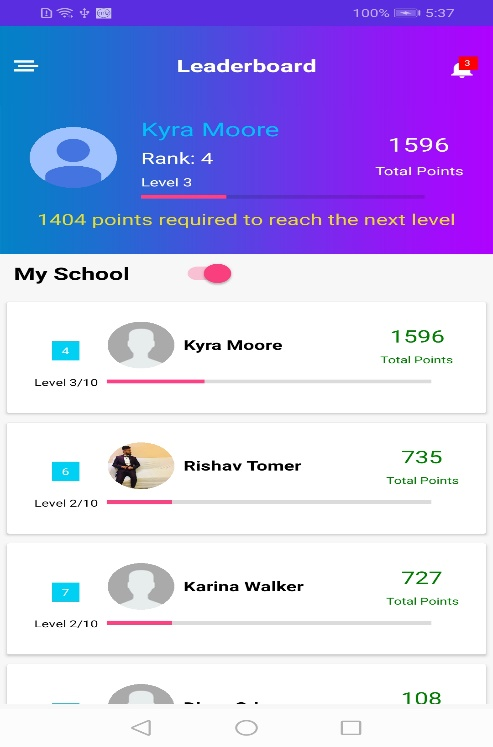 100% 5:37
Leaderboard
3
Kyra Moore
Rank: 4
Level 3
1596
Total Points
1404 points required to reach the next level
My School
4
Kyra Moore
1596
Total Points
Level 3/10
6
Rishav Tomer
735
Total Points
Level 2/10
7
Karina Walker
727
Total Points
Level 2/10
108